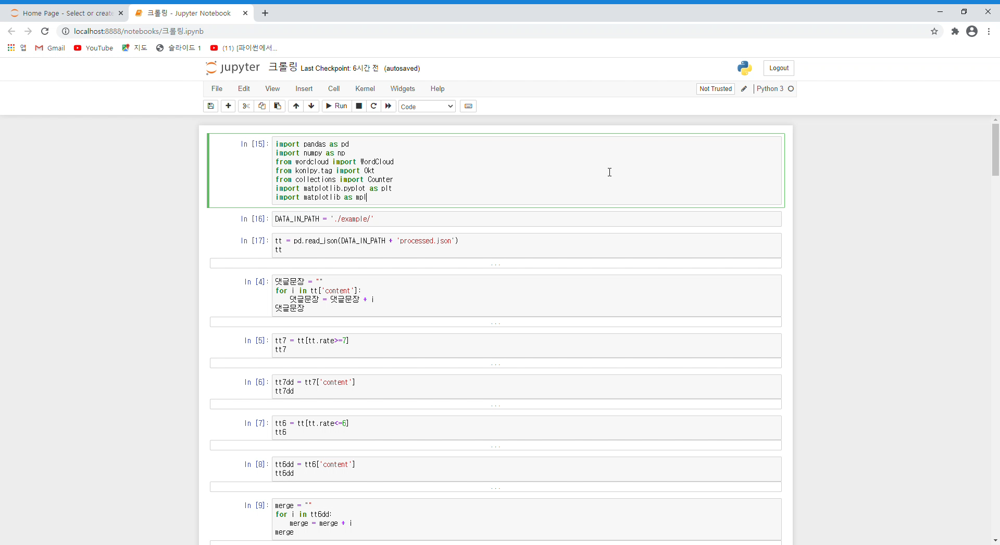 Home Page - Select or create
크롤링 - Jupyter Notebook
localhost:8888/notebooks/크롤링.ipynb
앱 Gmail YouTube 지도 슬라이드 1 (11) [파이썬에서...
jupyter 크롤링 Last Checkpoint: 6시간 전 (autosaved)
Logout
File Edit View Insert Cell Kernel Widgets Help
Not Trusted Python 3
Run Code
In [15]:
import pandas as pd
import numpy as np
from wordcloud import WordCloud
from konlpy.tag import Okt
from collections import Counter
import matplotlib.pyplot as plt
import matplotlib as mpl
In [16]:
DATA_IN_PATH = './example/'
In [17]:
tt = pd.read_json(DATA_IN_PATH + 'processed.json')
tt
...
In [4]:
댓글문장 = ""
for i in tt['content']:
    댓글문장 = 댓글문장 + i
댓글문장
...
In [5]:
tt7 = tt[tt.rate>=7]
tt7
...
In [6]:
tt7dd = tt7['content']
tt7dd
...
In [7]:
tt6 = tt[tt.rate<=6]
tt6
...
In [8]:
tt6dd = tt6['content']
tt6dd
...
In [9]:
merge = ""
for i in tt6dd:
    merge = merge + i
merge